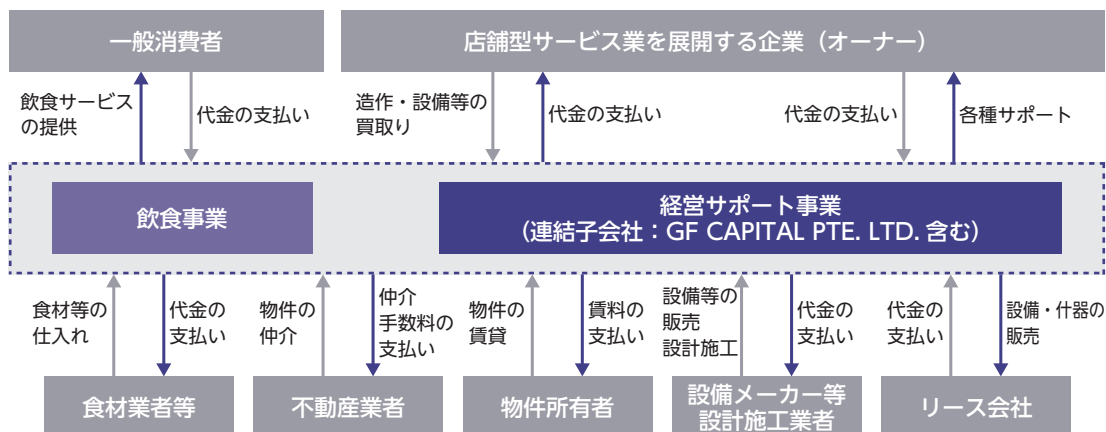 一般消費者
店舗型サービス業を展開する企業（オーナー）
飲食サービス
の提供
代金の支払い
造作・設備等の
買取り
代金の支払い
代金の支払い
各種サポート
飲食事業
経営サポート事業
（連結子会社：GF CAPITAL PTE. LTD. 含む）
食材等の
仕入れ
代金の
支払い
物件の
仲介
仲介
手数料の
支払い
物件の
賃貸
賃料の
支払い
設備等の
販売
設計施工
代金の
支払い
代金の
支払い
設備・什器の
販売
食材業者等
不動産業者
物件所有者
設備メーカー等
設計施工業者
リース会社